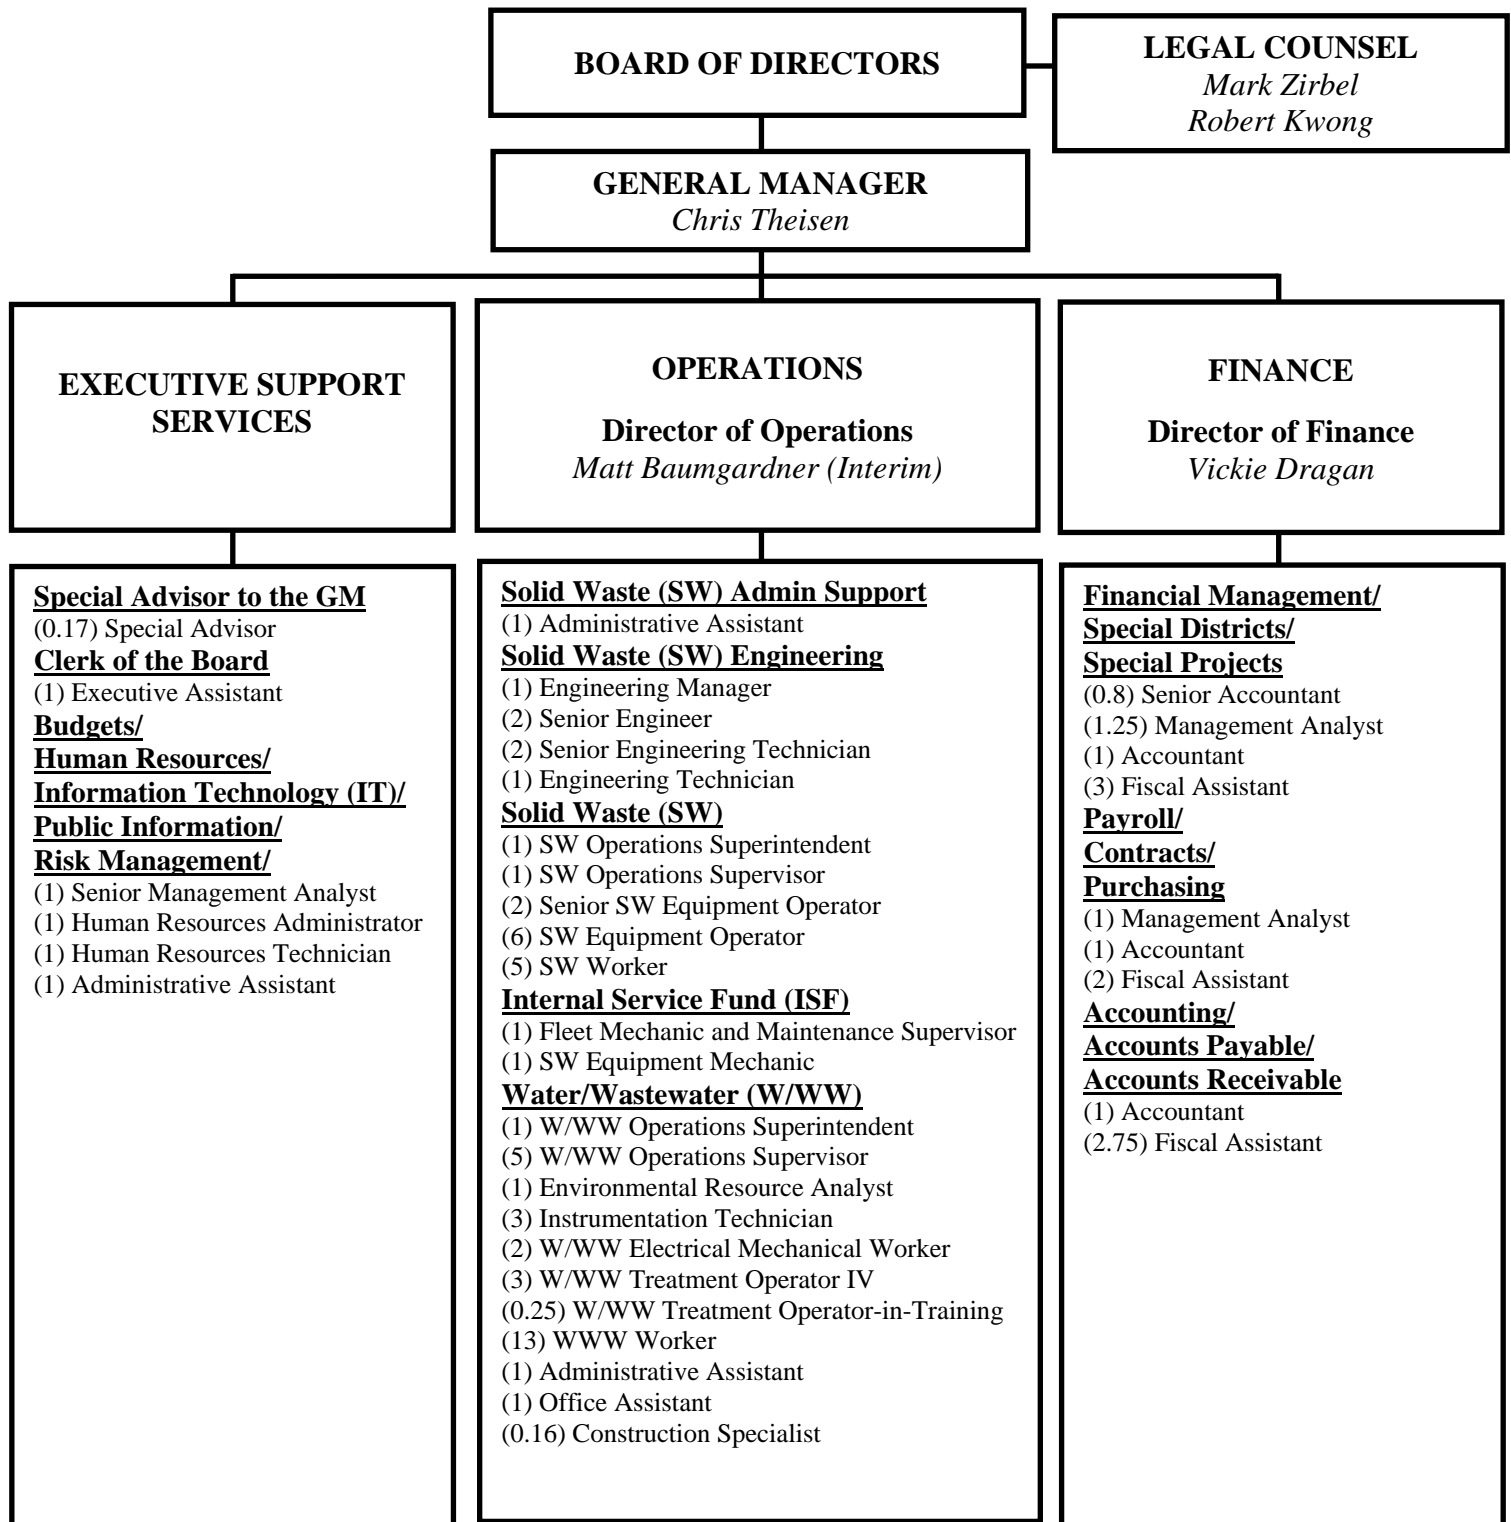 BOARD OF DIRECTORS
LEGAL COUNSEL
Mark Zirbel
Robert Kwong
GENERAL MANAGER
Chris Theisen
EXECUTIVE SUPPORT
SERVICES
OPERATIONS
Director of Operations
Matt Baumgardner (Interim)
FINANCE
Director of Finance
Vickie Dragan
Special Advisor to the GM
(0.17) Special Advisor
Clerk of the Board
(1) Executive Assistant
Budgets/
Human Resources/
Information Technology (IT)/
Public Information/
Risk Management/
(1) Senior Management Analyst
(1) Human Resources Administrator
(1) Human Resources Technician
(1) Administrative Assistant
Solid Waste (SW) Admin Support
(1) Administrative Assistant
Solid Waste (SW) Engineering
(1) Engineering Manager
(2) Senior Engineer
(2) Senior Engineering Technician
(1) Engineering Technician
Solid Waste (SW)
(1) SW Operations Superintendent
(1) SW Operations Supervisor
(2) Senior SW Equipment Operator
(6) SW Equipment Operator
(5) SW Worker
Internal Service Fund (ISF)
(1) Fleet Mechanic and Maintenance Supervisor
(1) SW Equipment Mechanic
Water/Wastewater (W/WW)
(1) W/WW Operations Superintendent
(5) W/WW Operations Supervisor
(1) Environmental Resource Analyst
(3) Instrumentation Technician
(2) W/WW Electrical Mechanical Worker
(3) W/WW Treatment Operator IV
(0.25) W/WW Treatment Operator-in-Training
(13) WWW Worker
(1) Administrative Assistant
(1) Office Assistant
(0.16) Construction Specialist
Financial Management/
Special Districts/
Special Projects
(0.8) Senior Accountant
(1.25) Management Analyst
(1) Accountant
(3) Fiscal Assistant
Payroll/
Contracts/
Purchasing
(1) Management Analyst
(1) Accountant
(2) Fiscal Assistant
Accounting/
Accounts Payable/
Accounts Receivable
(1) Accountant
(2.75) Fiscal Assistant